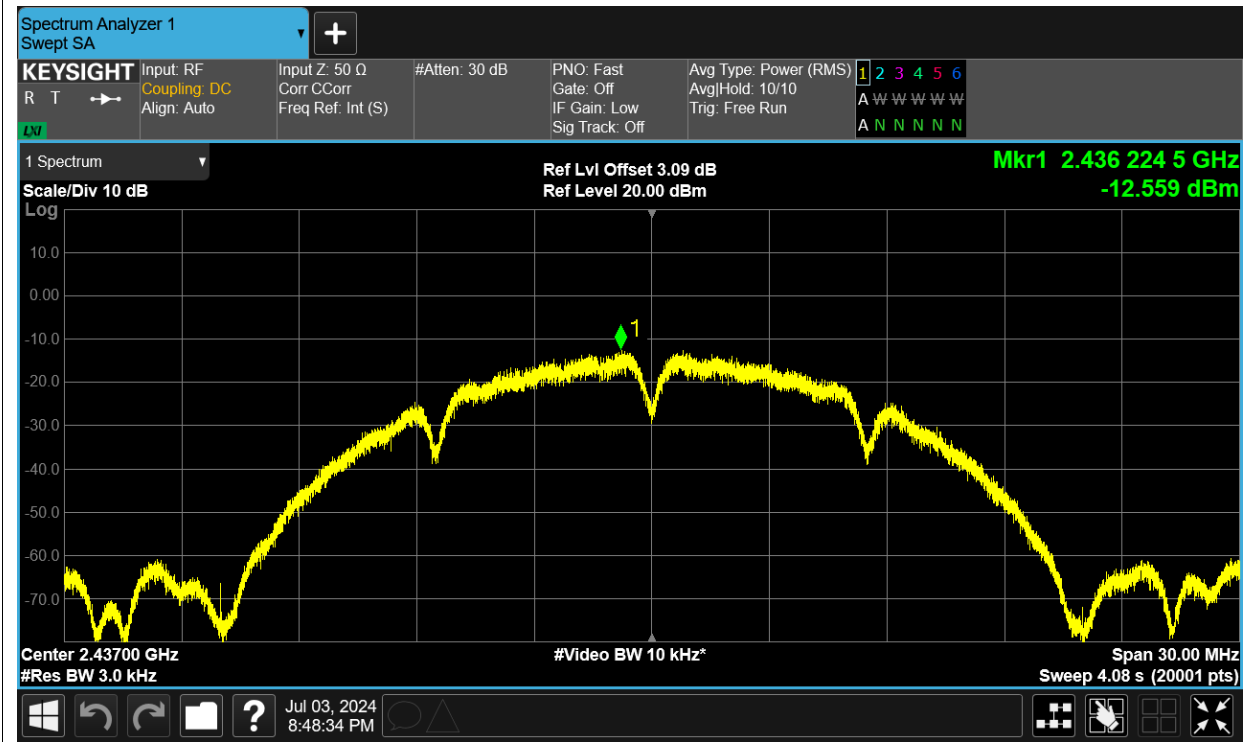 Spectrum Analyzer 1
Swept SA
KEYSIGHT
R T
LXI
Input: RF
Coupling: DC
Align: Auto
Input Z: 50 Ω
Corr CCorr
Freq Ref: Int (S)
#Atten: 30 dB
PNO: Fast
Gate: Off
IF Gain: Low
Sig Track: Off
Avg Type: Power (RMS)
Avg|Hold: 10/10
Trig: Free Run
1 2 3 4 5 6
A W W W W W
A N N N N N
1 Spectrum
Scale/Div 10 dB
Log
Ref Lvl Offset 3.09 dB
Ref Level 20.00 dBm
Mkr1 2.436 224 5 GHz
-12.559 dBm
10.0
0.00
-10.0
-20.0
-30.0
-40.0
-50.0
-60.0
-70.0
1
Center 2.43700 GHz
#Res BW 3.0 kHz
#Video BW 10 kHz*
Span 30.00 MHz
Sweep 4.08 s (20001 pts)
?
Jul 03, 2024
8:48:34 PM